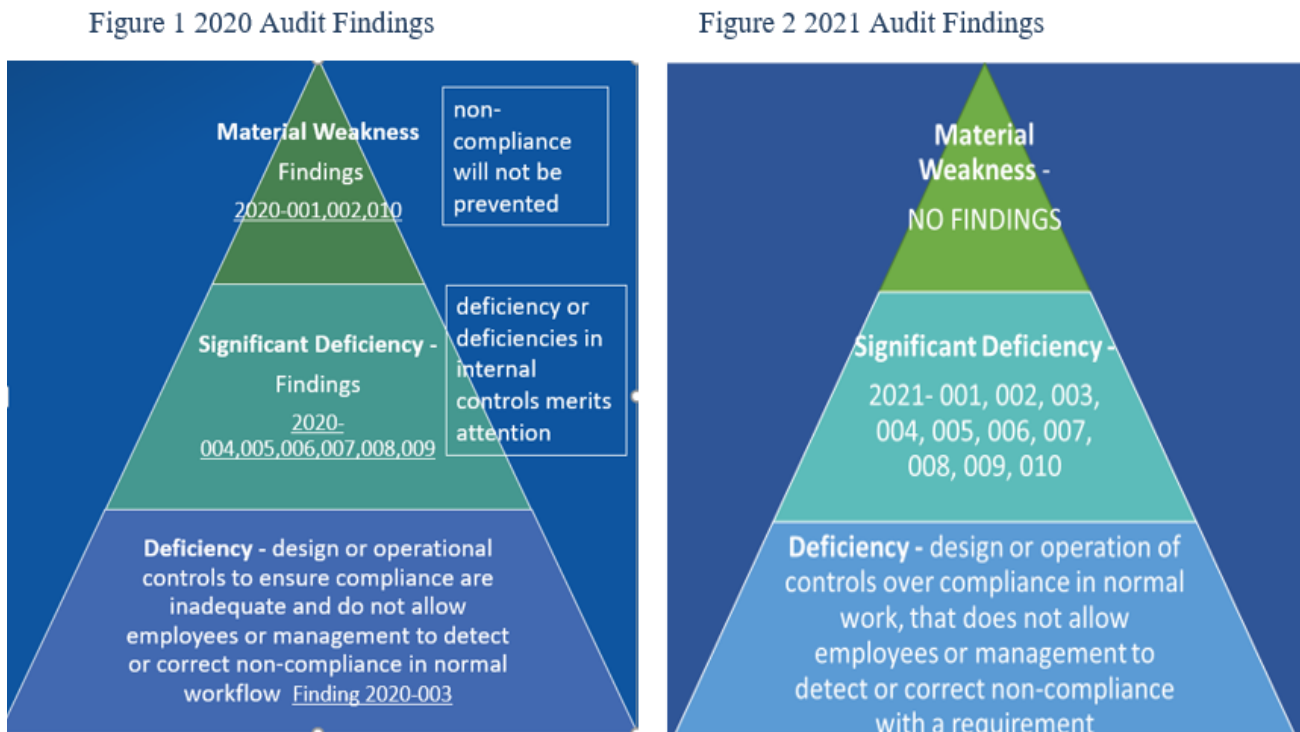 Figure 1 2020 Audit Findings
Material Weakness
Findings
2020-001,002,010
non-
compliance
will not be
prevented
Significant Deficiency -
Findings
2020-
004,005,006,007,008,009
deficiency or
deficiencies in
internal
controls merits
attention
Deficiency - design or operational
controls to ensure compliance are
inadequate and do not allow
employees or management to detect
or correct non-compliance in normal
workflow Finding 2020-003
Figure 2 2021 Audit Findings
Material
Weakness -
NO FINDINGS
Significant Deficiency -
2021- 001, 002, 003,
004, 005, 006, 007,
008, 009, 010
Deficiency - design or operation of
controls over compliance in normal
work, that does not allow
employees or management to
detect or correct non-compliance
with a requirement